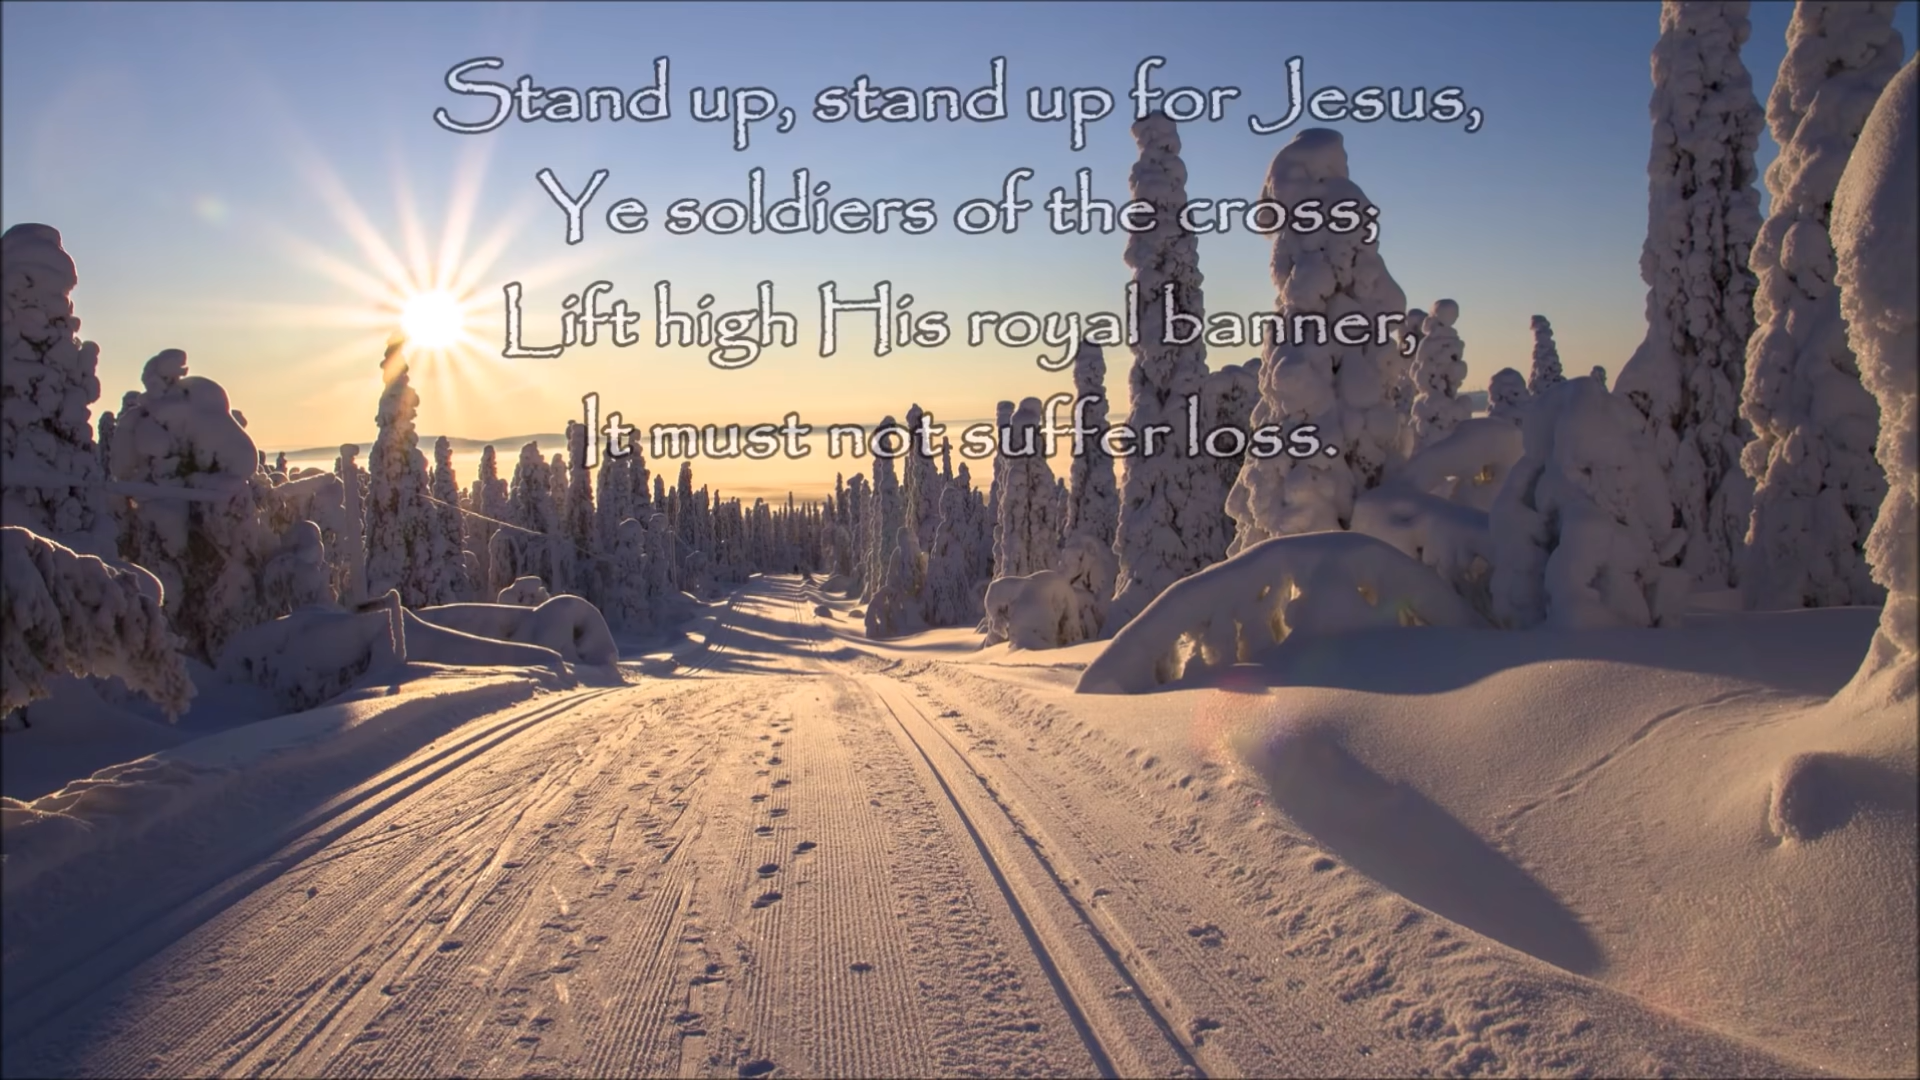 Stand up, stand up for Jesus,
Ye soldiers of the cross;
Lift high His royal banner,
It must not suffer loss.